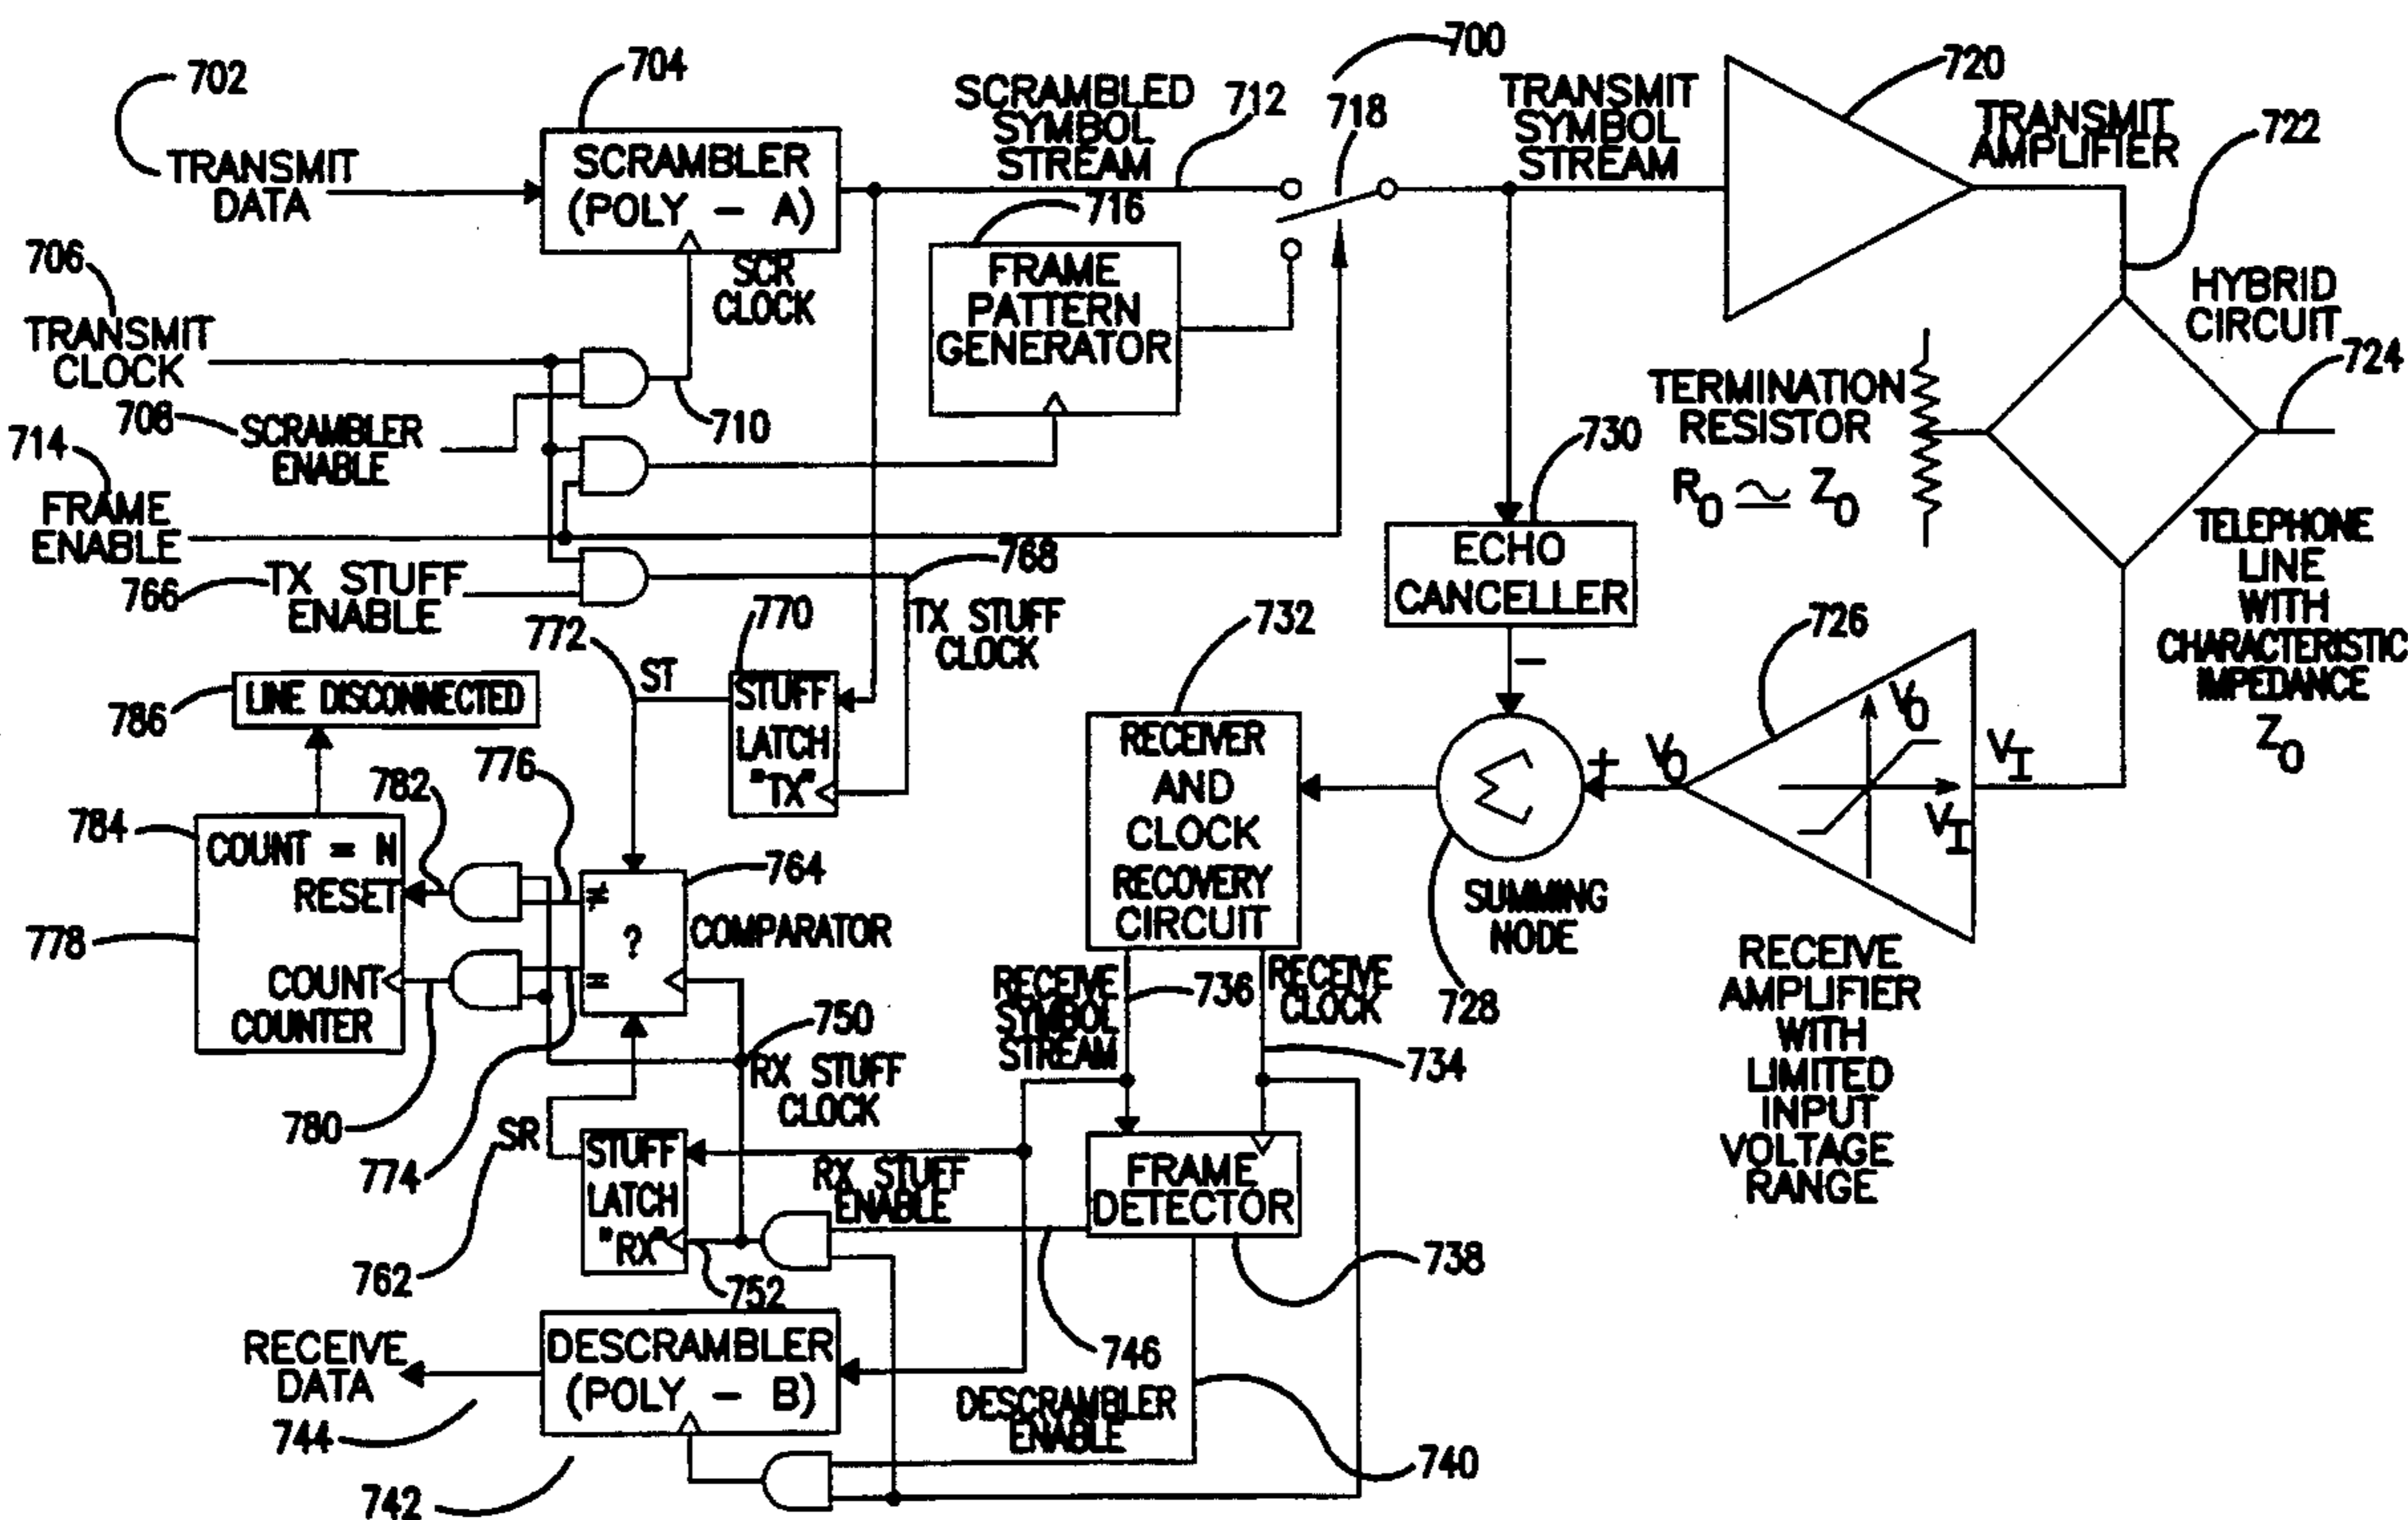 700
702
704
SCRAMBLED
SYMBOL
STREAM
712
718
TRANSMIT
SYMBOL
STREAM
720
TRANSMIT
AMPLIFIER
722
TRANSMIT
DATA
SCRAMBLER
(POLY - A)
SCR
CLOCK
716
FRAME
PATTERN
GENERATOR
706
TRANSMIT
CLOCK
708
SCRAMBLER
ENABLE
710
714
FRAME
ENABLE
766
TX STUFF
ENABLE
768
TX STUFF
CLOCK
HYBRID
CIRCUIT
724
TERMINATION
RESISTOR
R0 ≃ Z0
730
ECHO
CANCELLER
TELEPHONE
LINE
WITH
CHARACTERISTIC
IMPEDANCE
Z0
772
ST
770
STUFF
LATCH
"TX"
732
RECEIVER
AND
CLOCK
RECOVERY
CIRCUIT
−
+
Σ
728
SUMMING
NODE
726
VO
VO
VI
VI
RECEIVE
AMPLIFIER
WITH
LIMITED
INPUT
VOLTAGE
RANGE
786
LINE DISCONNECTED
784
COUNT = N
RESET
778
COUNT
COUNTER
782
776
764
≠
?
=
COMPARATOR
780
774
750
RX STUFF
CLOCK
RECEIVE
SYMBOL
STREAM
736
RECEIVE
CLOCK
734
SR
762
STUFF
LATCH
"RX"
752
RX STUFF
ENABLE
FRAME
DETECTOR
738
746
RECEIVE
DATA
744
DESCRAMBLER
(POLY - B)
742
DESCRAMBLER
ENABLE
740